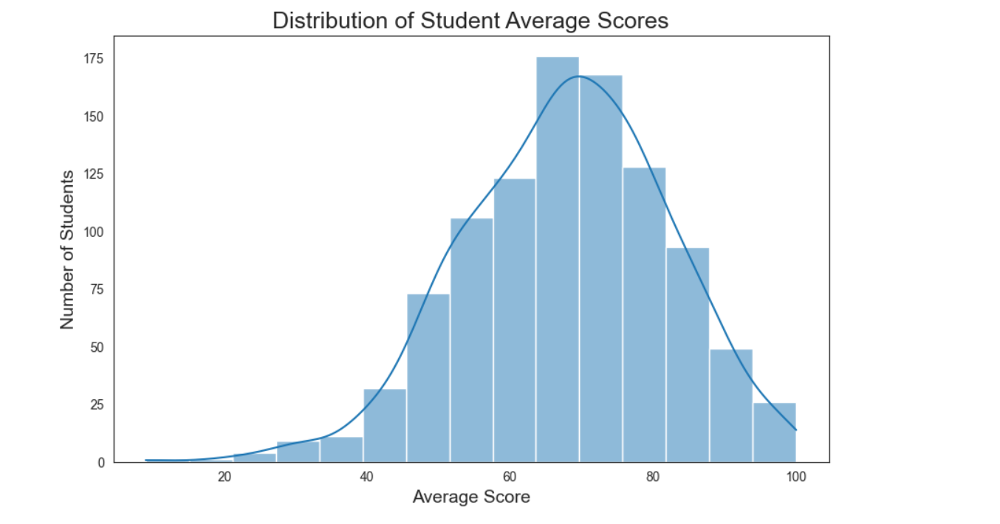 Distribution of Student Average Scores
175
150
125
100
75
50
25
0
Number of Students
20 40 60 80 100
Average Score